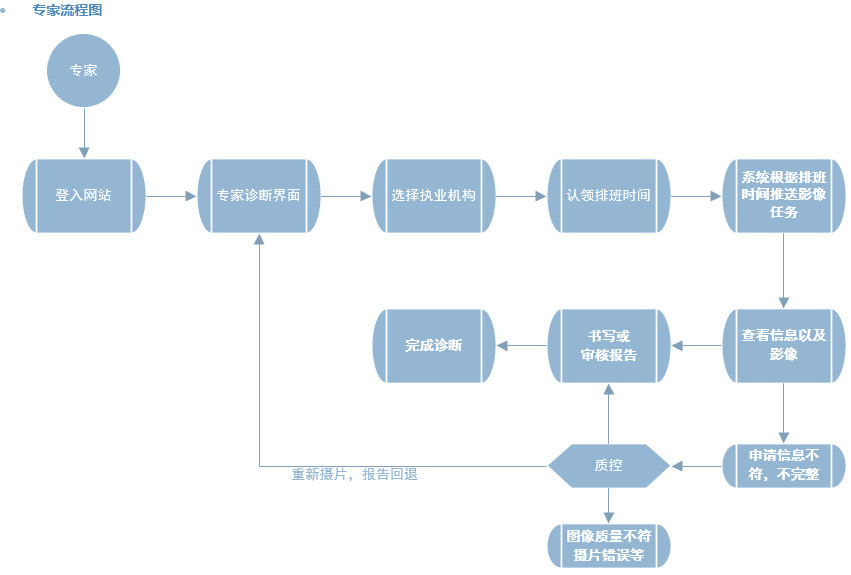 专家流程图
专家
登入网站
专家诊断界面
选择执业机构
认领排班时间
系统根据排班
时间推送影像
任务
完成诊断
书写或
审核报告
查看信息以及
影像
重新摄片，报告回退
质控
申请信息不
符，不完整
图像质量不符
摄片错误等